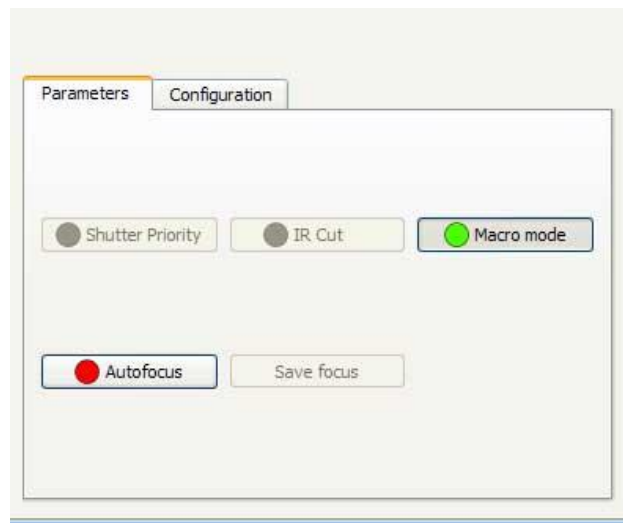 Parameters Configuration
Shutter Priority IR Cut Macro mode
Autofocus Save focus